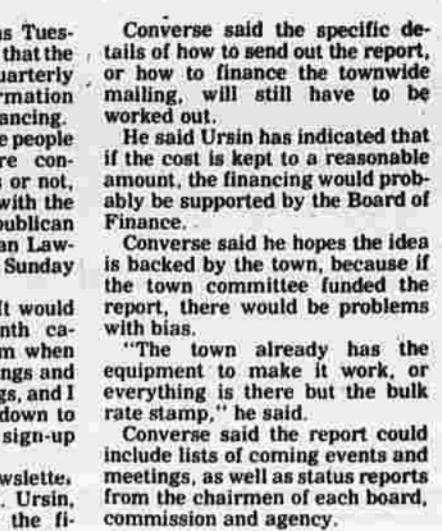 s Tues-
that the
uarterly
rmation
ancing.
e people
re con-
s or not,
with the
publican
an Law-
Sunday
It would
nth ca-
m when
ngs and
gs, and I
down to
sign-up
wslette,
. Ursin,
the fi-
Converse said the specific de-
tails of how to send out the report,
or how to finance the townwide
mailing, will still have to be
worked out.
He said Ursin has indicated that
if the cost is kept to a reasonable
amount, the financing would prob-
ably be supported by the Board of
Finance.
Converse said he hopes the idea
is backed by the town, because if
the town committee funded the
report, there would be problems
with bias.
"The town already has the
equipment to make it work, or
everything is there but the bulk
rate stamp," he said.
Converse said the report could
include lists of coming events and
meetings, as well as status reports
from the chairmen of each board,
commission and agency.